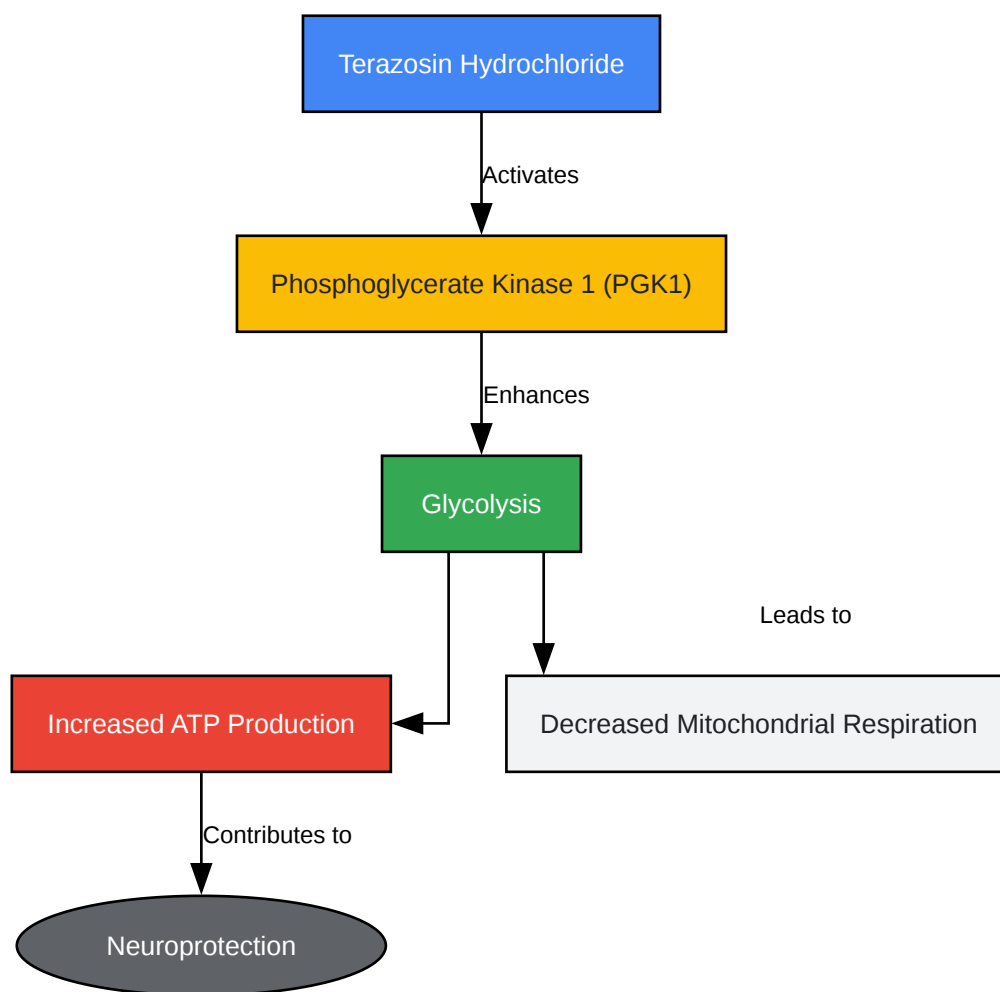 Terazosin Hydrochloride
Activates
Phosphoglycerate Kinase 1 (PGK1)
Enhances
Glycolysis
Leads to
Increased ATP Production
Decreased Mitochondrial Respiration
Contributes to
Neuroprotection